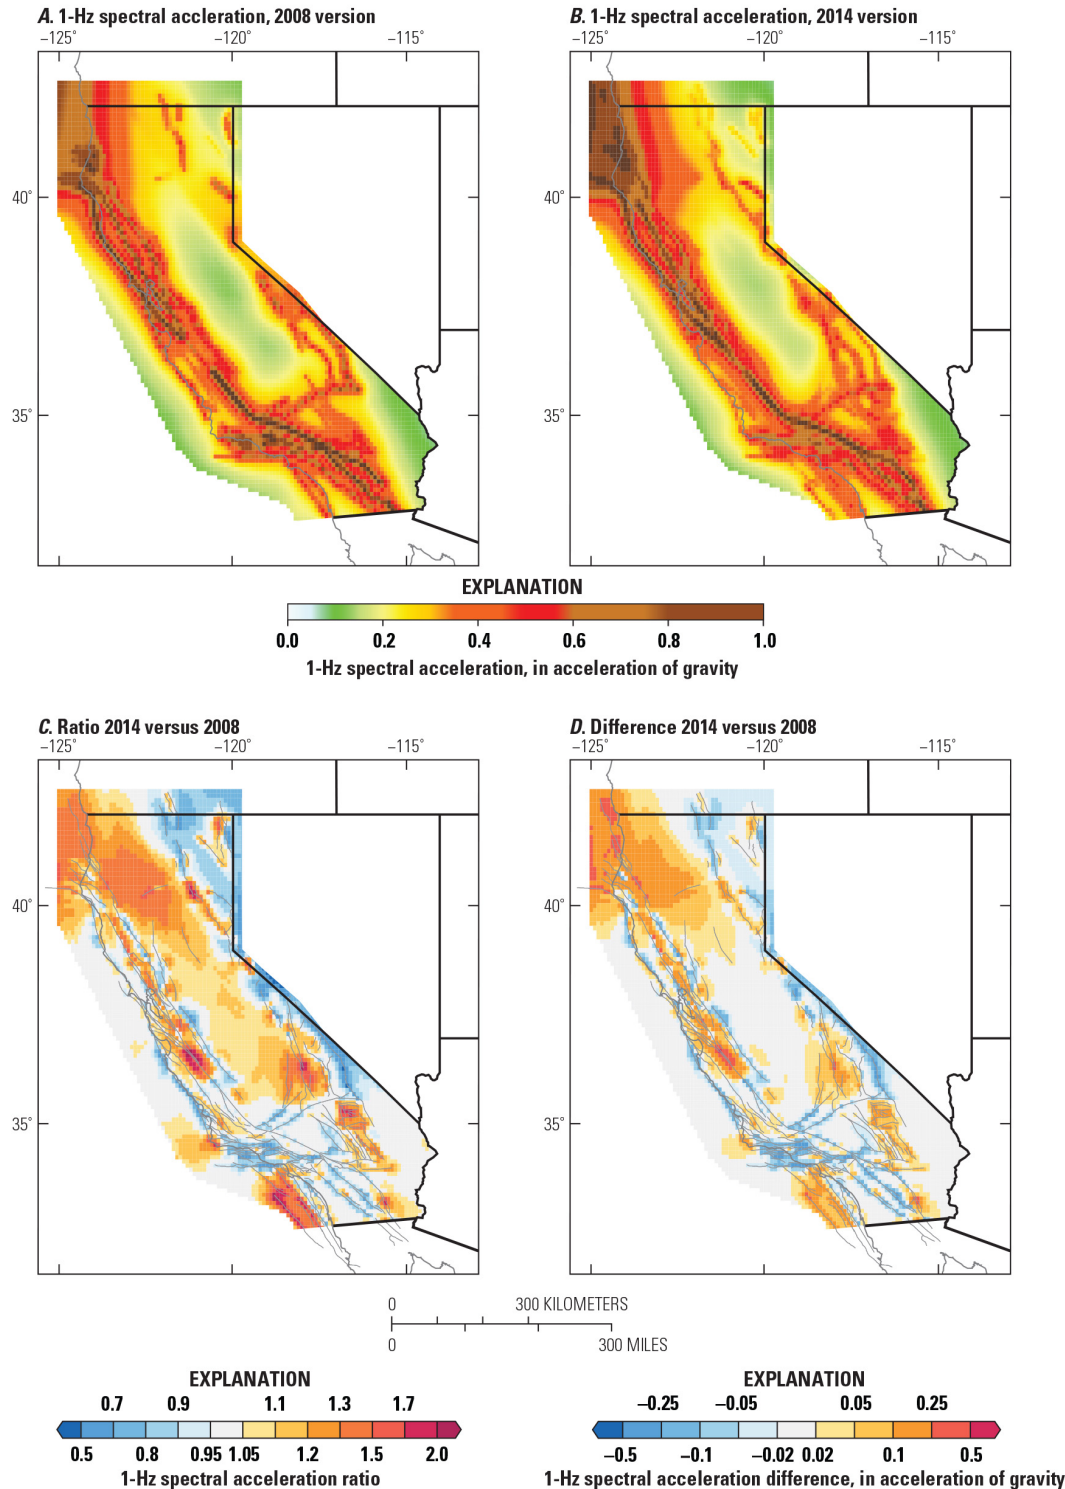 A. 1-Hz spectral accleration, 2008 version
−125° −120° −115°
40°
35°
B. 1-Hz spectral acceleration, 2014 version
−125° −120° −115°
40°
35°
EXPLANATION
0.0 0.2 0.4 0.6 0.8 1.0
1-Hz spectral acceleration, in acceleration of gravity
C. Ratio 2014 versus 2008
−125° −120° −115°
40°
35°
D. Difference 2014 versus 2008
−125° −120° −115°
40°
35°
0 300 KILOMETERS
0 300 MILES
EXPLANATION
0.7 0.9 1.1 1.3 1.7
0.5 0.8 0.95 1.05 1.2 1.5 2.0
1-Hz spectral acceleration ratio
EXPLANATION
−0.25 −0.05 0.05 0.25
−0.5 −0.1 −0.02 0.02 0.1 0.5
1-Hz spectral acceleration difference, in acceleration of gravity